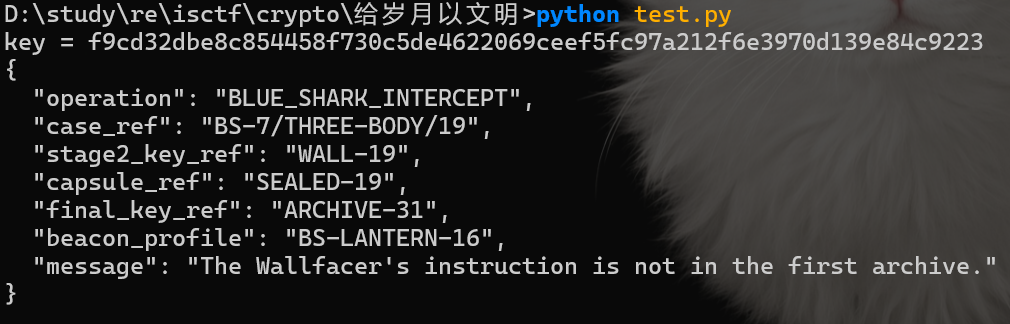 D:\study\re\isctf\crypto\给岁月以文明>python test.py
key = f9cd32dbe8c854458f730c5de4622069ceef5fc97a212f6e3970d139e84c9223
{
  "operation": "BLUE_SHARK_INTERCEPT",
  "case_ref": "BS-7/THREE-BODY/19",
  "stage2_key_ref": "WALL-19",
  "capsule_ref": "SEALED-19",
  "final_key_ref": "ARCHIVE-31",
  "beacon_profile": "BS-LANTERN-16",
  "message": "The Wallfacer's instruction is not in the first archive."
}